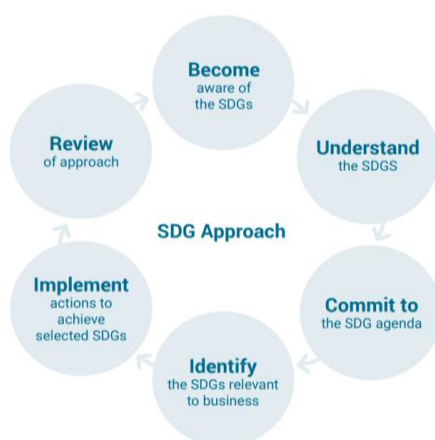 Become
aware of
the SDGs
Understand
the SDGS
Commit to
the SDG agenda
Identify
the SDGs relevant
to business
Implement
actions to
achieve
selected SDGs
Review
of approach
SDG Approach